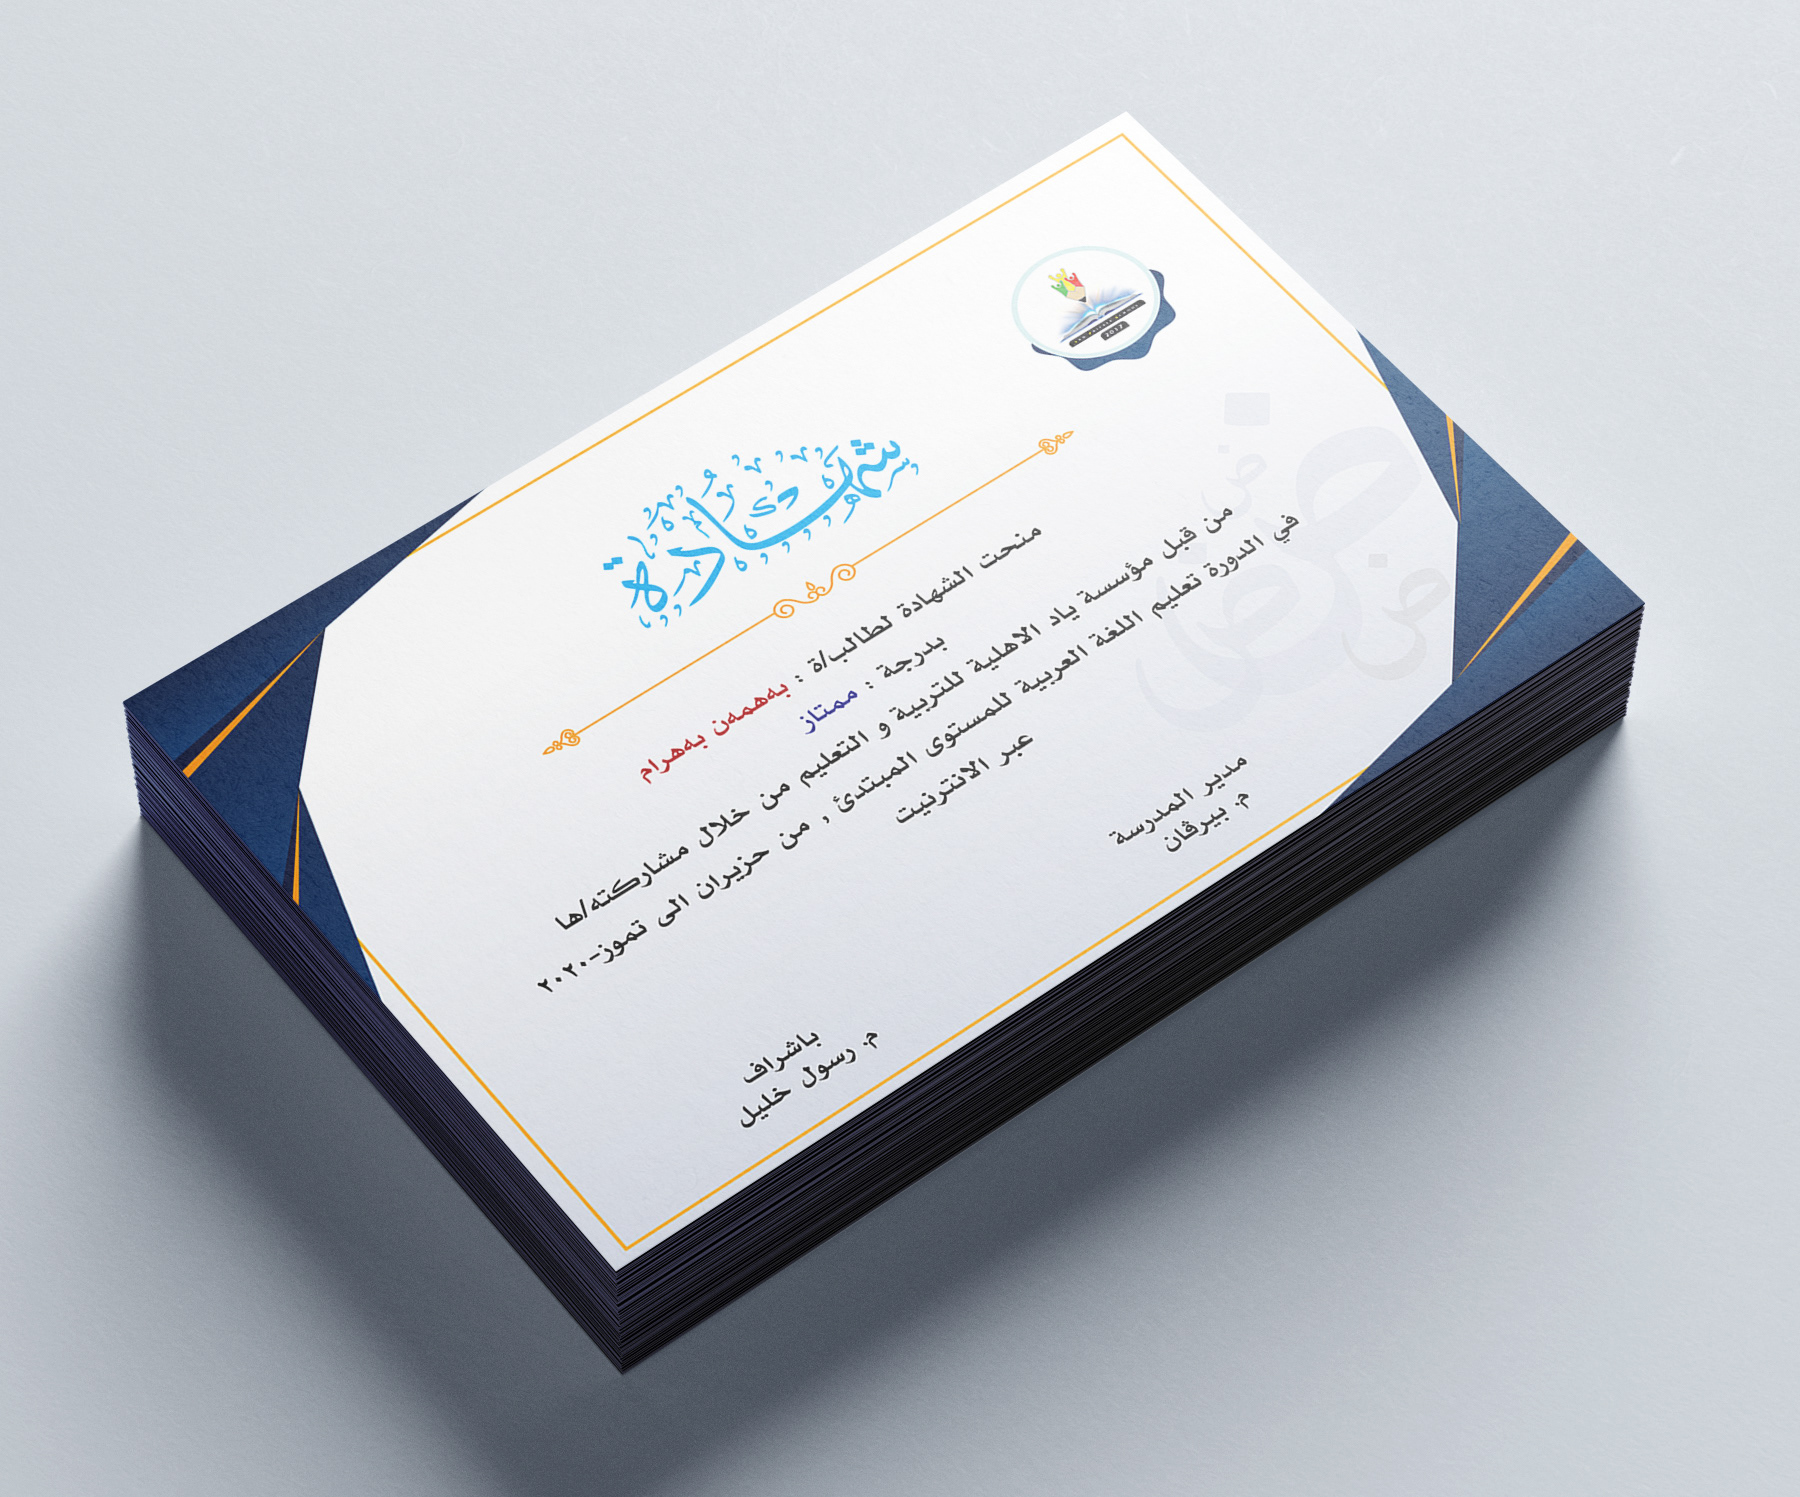 2017
شهادة
منحت الشهادة لطالب/ة : بەهمەن بەهرام
بدرجة : ممتاز
من قبل مؤسسة ياد الاهلية للتربية و التعليم من خلال مشاركته/ها
في الدورة تعليم اللغة العربية للمستوى المبتدئ , من حزيران الى تموز-٢٠٢٠
عبر الانترنيت
مدير المدرسة
م. بيرڤان
باشراف
م. رسول خليل
ض
ض
ض
ض